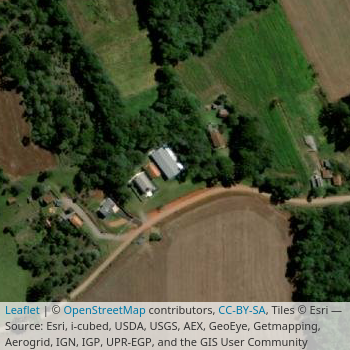 Leaflet | © OpenStreetMap contributors, CC-BY-SA, Tiles © Esri —
Source: Esri, i-cubed, USDA, USGS, AEX, GeoEye, Getmapping,
Aerogrid, IGN, IGP, UPR-EGP, and the GIS User Community